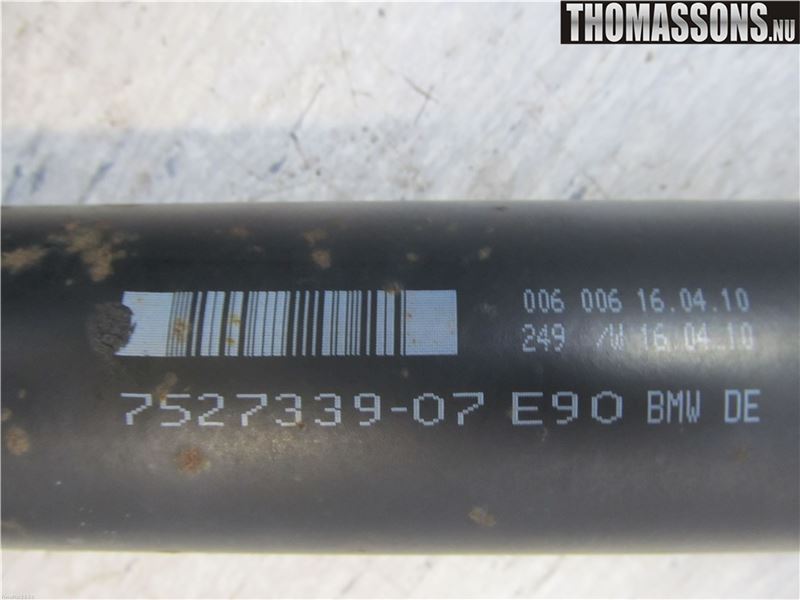 THOMASSONS.NU
006 006 16.04.10
249 /W 16.04.10
7527339-07 E90 BMW DE